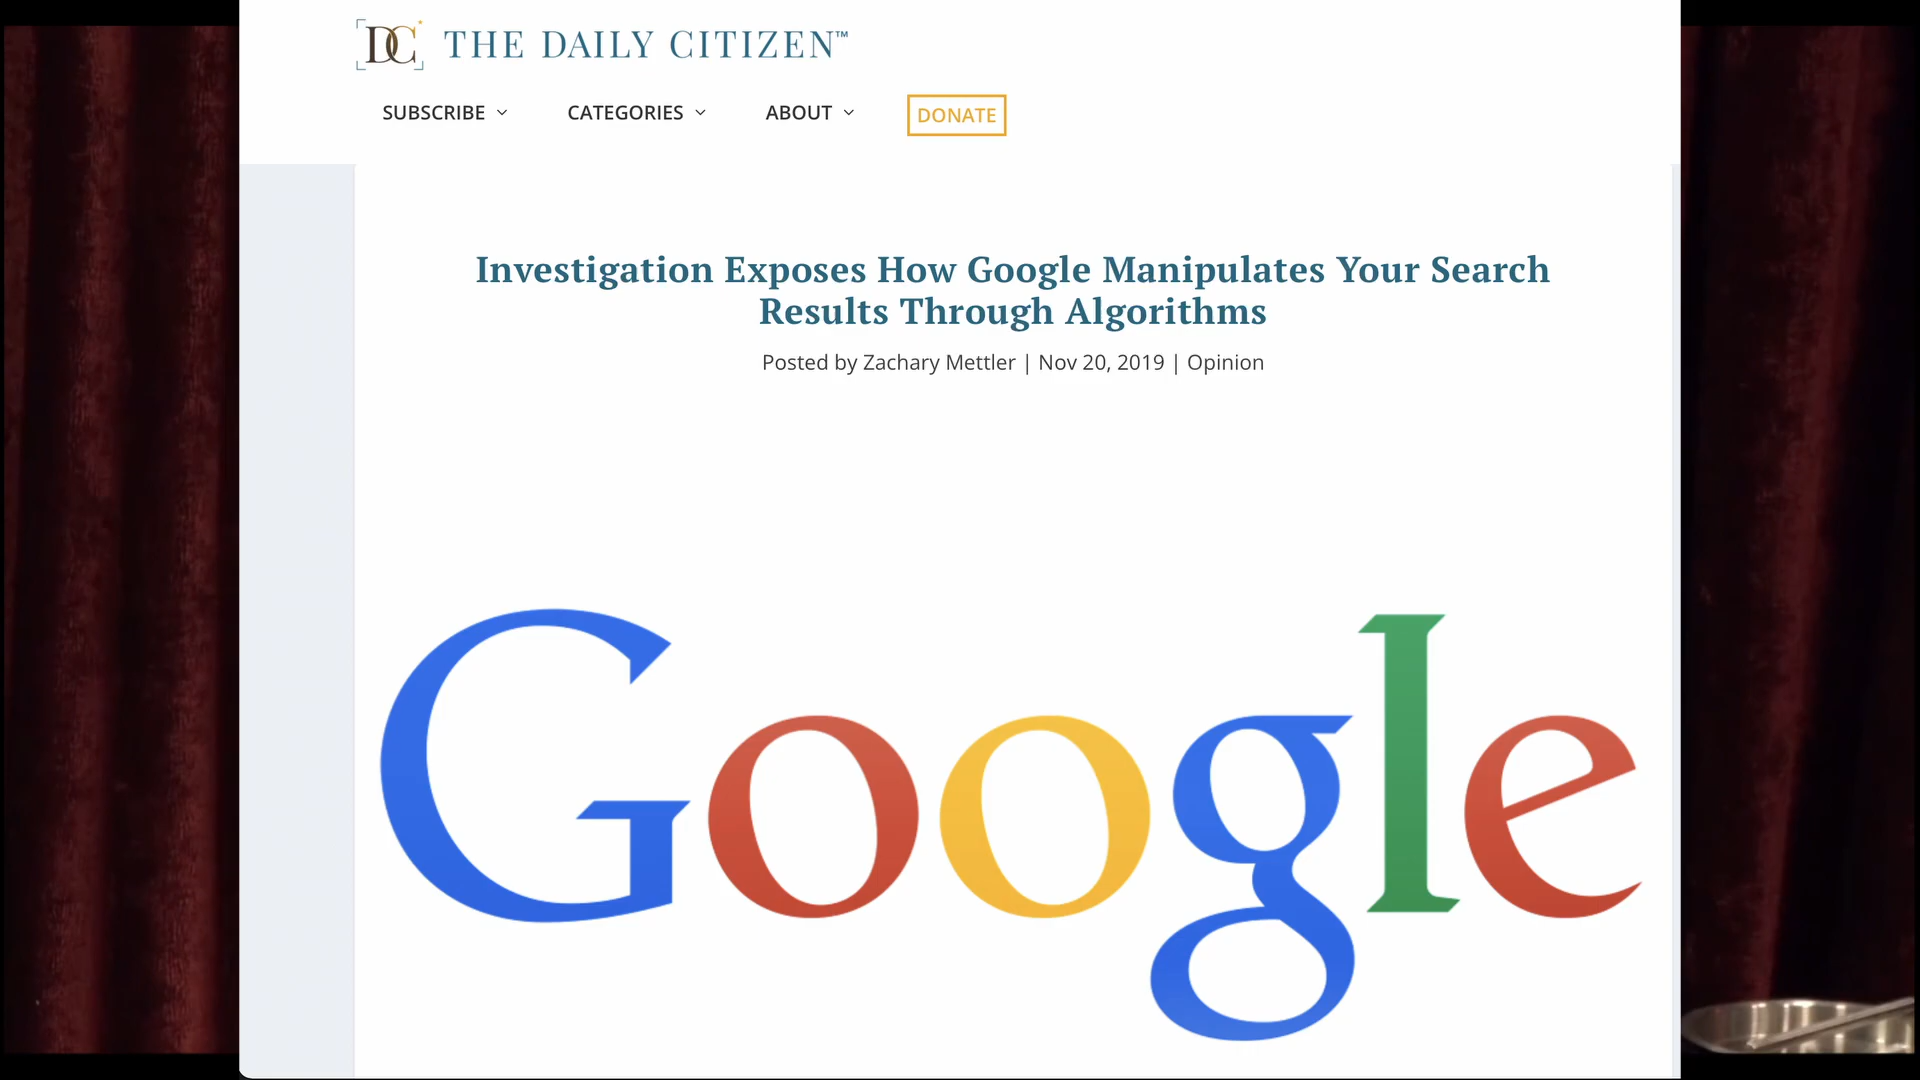 DC THE DAILY CITIZEN™
SUBSCRIBE CATEGORIES ABOUT DONATE
Investigation Exposes How Google Manipulates Your Search
Results Through Algorithms
Posted by Zachary Mettler | Nov 20, 2019 | Opinion
Google